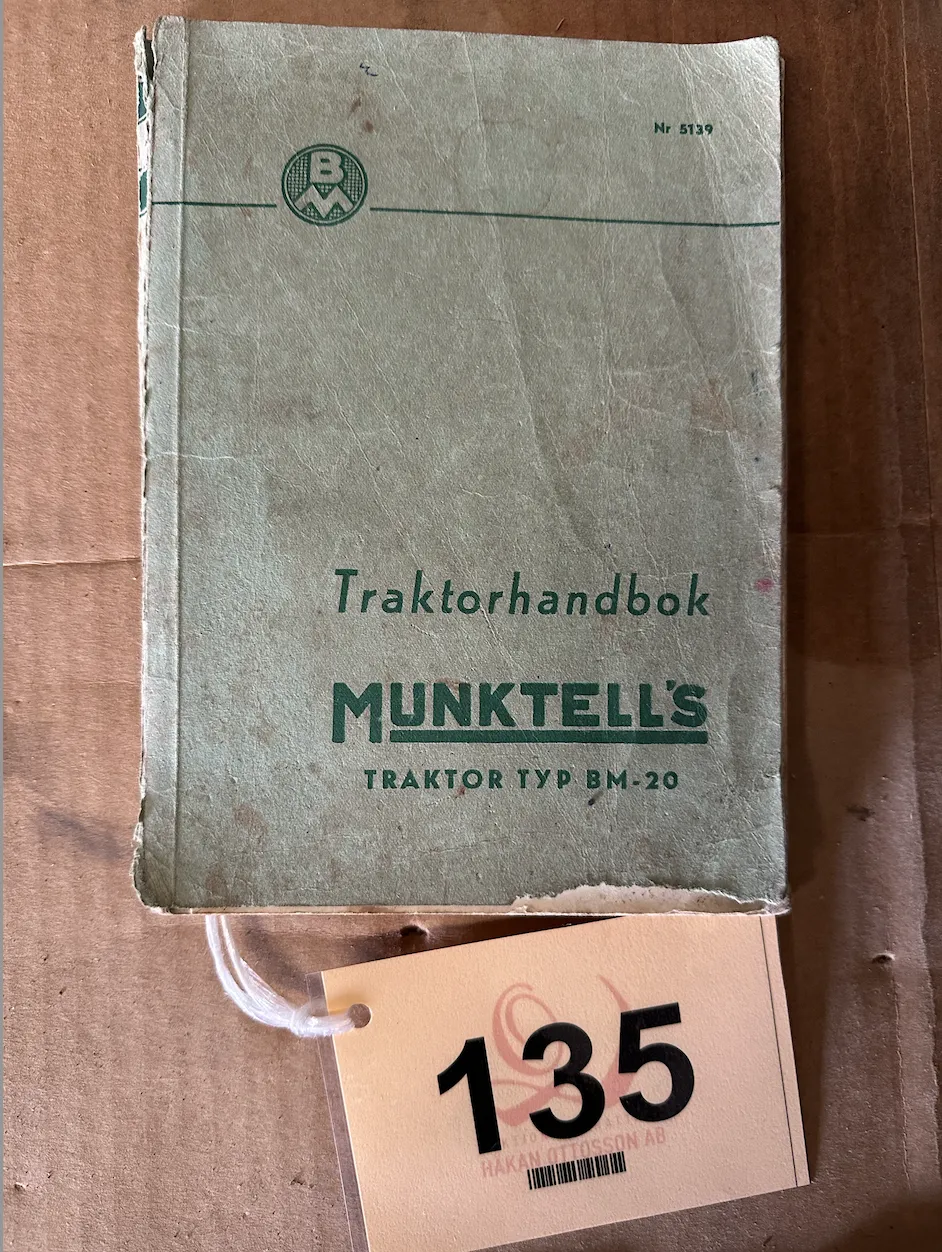 Nr 5139
BM
Traktorhandbok
MUNKTELL'S
TRAKTOR TYP BM-20
135
HÅKAN OTTOSSON AB